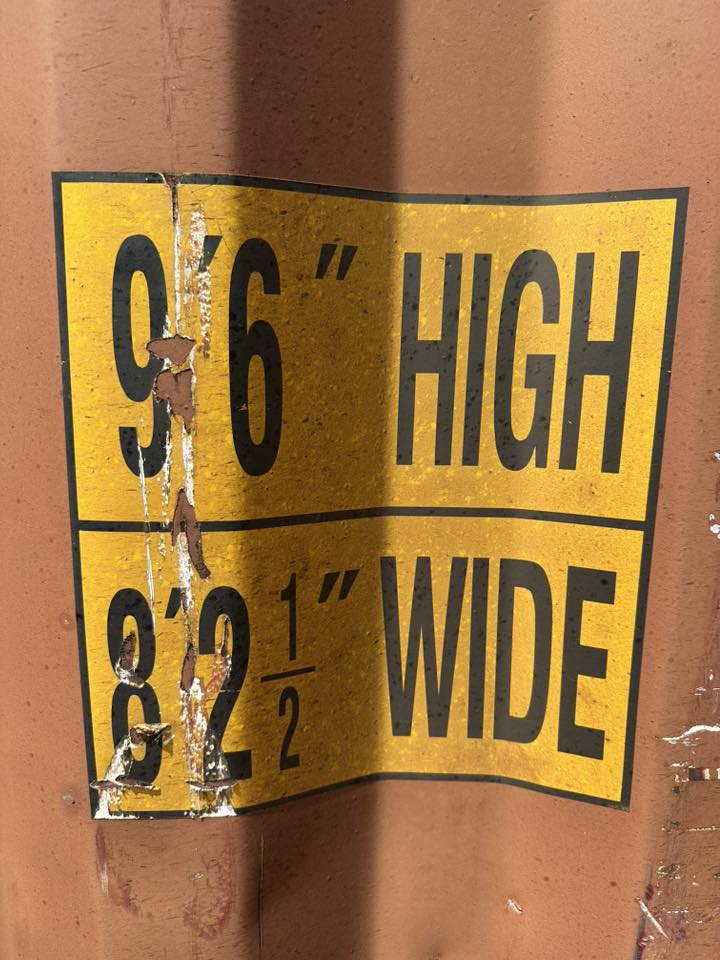 9'6" HIGH
8'2 1/2" WIDE